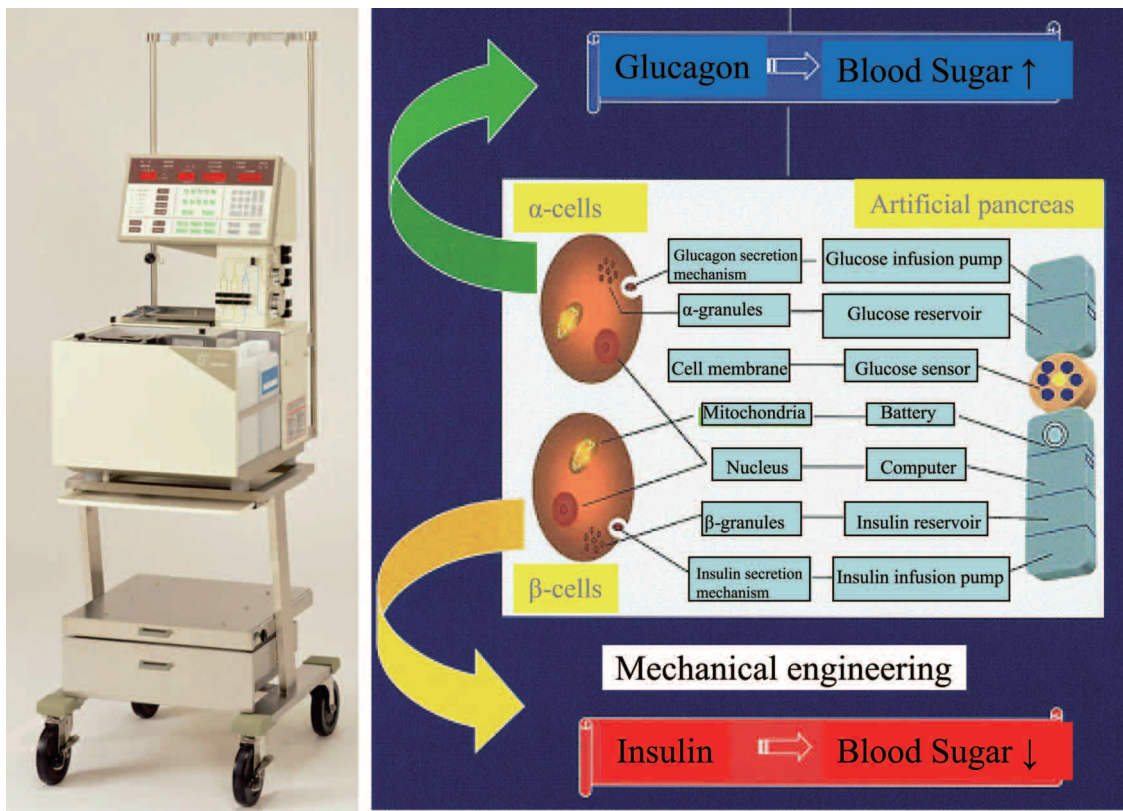 Glucagon ⇒ Blood Sugar ↑
α-cells
Artificial pancreas
Glucagon secretion
mechanism
Glucose infusion pump
α-granules
Glucose reservoir
Cell membrane
Glucose sensor
Mitochondria
Battery
Nucleus
Computer
β-granules
Insulin reservoir
Insulin secretion
mechanism
Insulin infusion pump
β-cells
Mechanical engineering
Insulin ⇒ Blood Sugar ↓